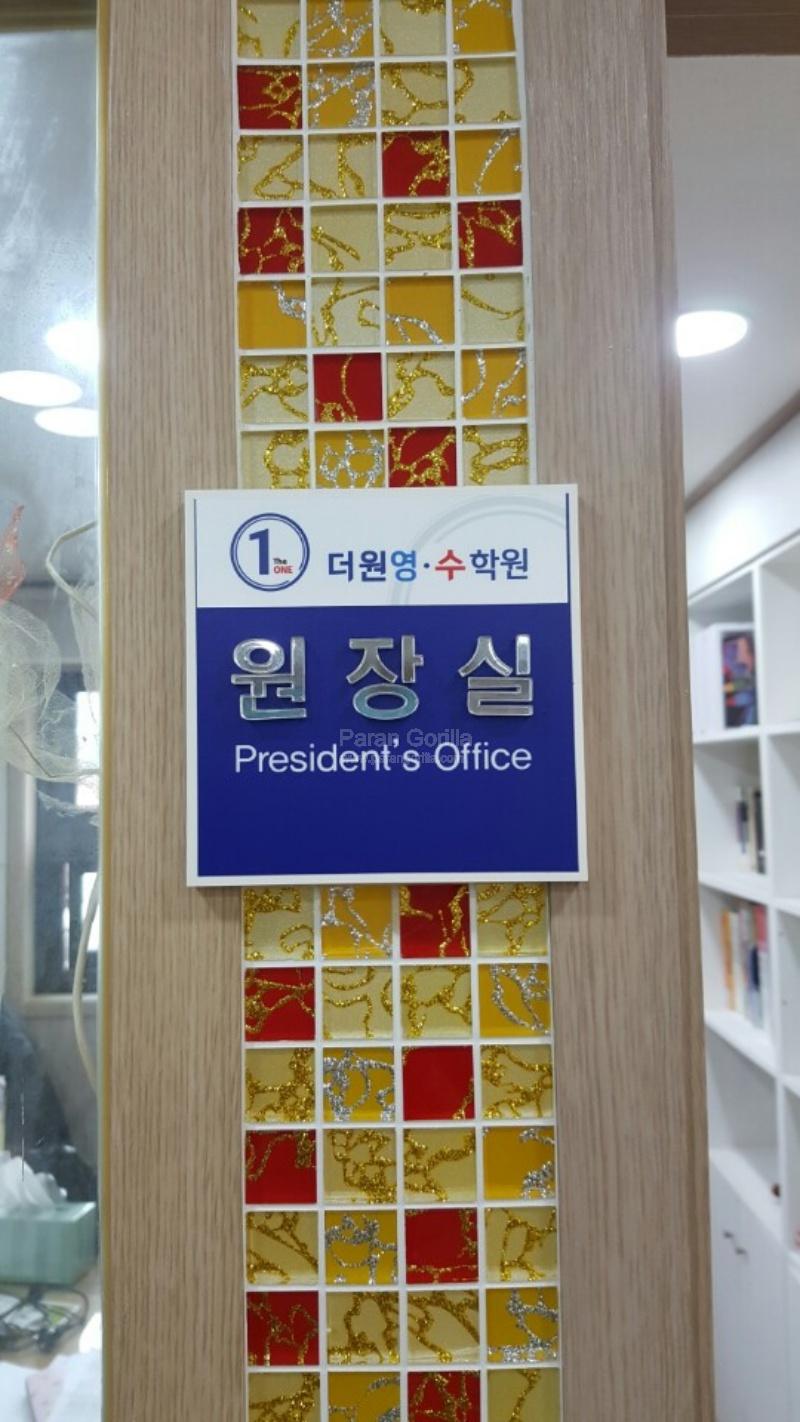 1 The ONE
더원영·수학원
원장실
Paran Gorilla
President's Office